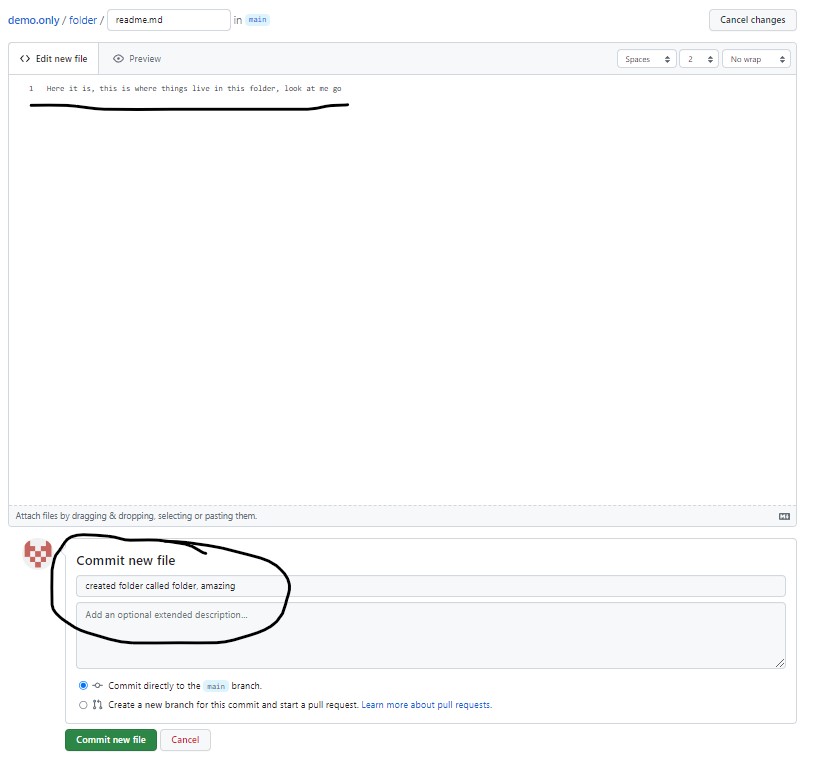 demo.only / folder / readme.md in main Cancel changes
Edit new file Preview Spaces 2 No wrap
1 Here it is, this is where things live in this folder, look at me go
Attach files by dragging & dropping, selecting or pasting them.
Commit new file
created folder called folder, amazing
Add an optional extended description...
Commit directly to the main branch.
Create a new branch for this commit and start a pull request. Learn more about pull requests.
Commit new file Cancel